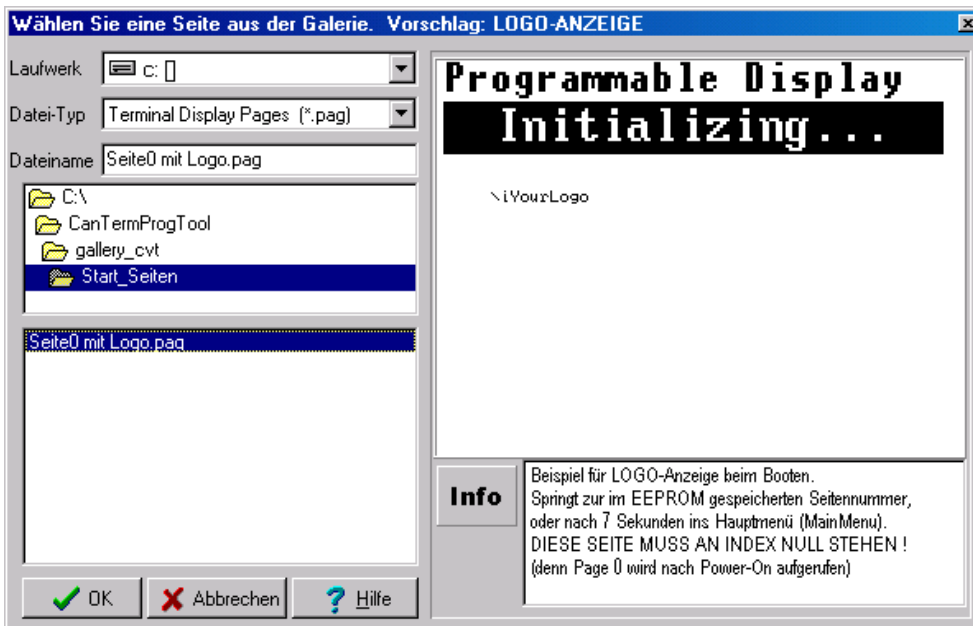 Wählen Sie eine Seite aus der Galerie.  Vorschlag: LOGO-ANZEIGE
Laufwerk
c: []
Datei-Typ
Terminal Display Pages (*.pag)
Dateiname
Seite0 mit Logo.pag
C:\
CanTermProgTool
gallery_cvt
Start_Seiten
Seite0 mit Logo.pag
OK
Abbrechen
Hilfe
Programmable Display
Initializing...
\iYourLogo
Info
Beispiel für LOGO-Anzeige beim Booten.
Springt zur im EEPROM gespeicherten Seitennummer,
oder nach 7 Sekunden ins Hauptmenü (MainMenu).
DIESE SEITE MUSS AN INDEX NULL STEHEN !
(denn Page 0 wird nach Power-On aufgerufen)